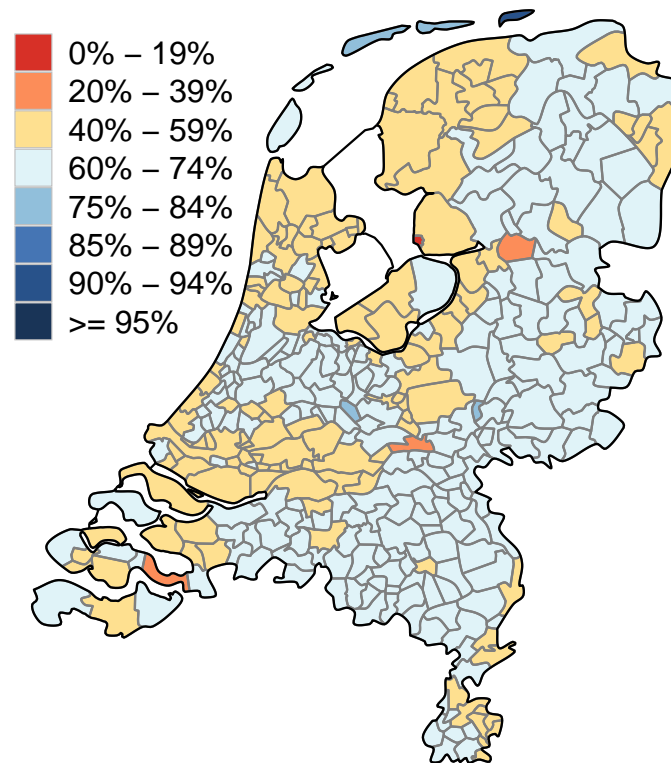 0% – 19%
20% – 39%
40% – 59%
60% – 74%
75% – 84%
85% – 89%
90% – 94%
>= 95%